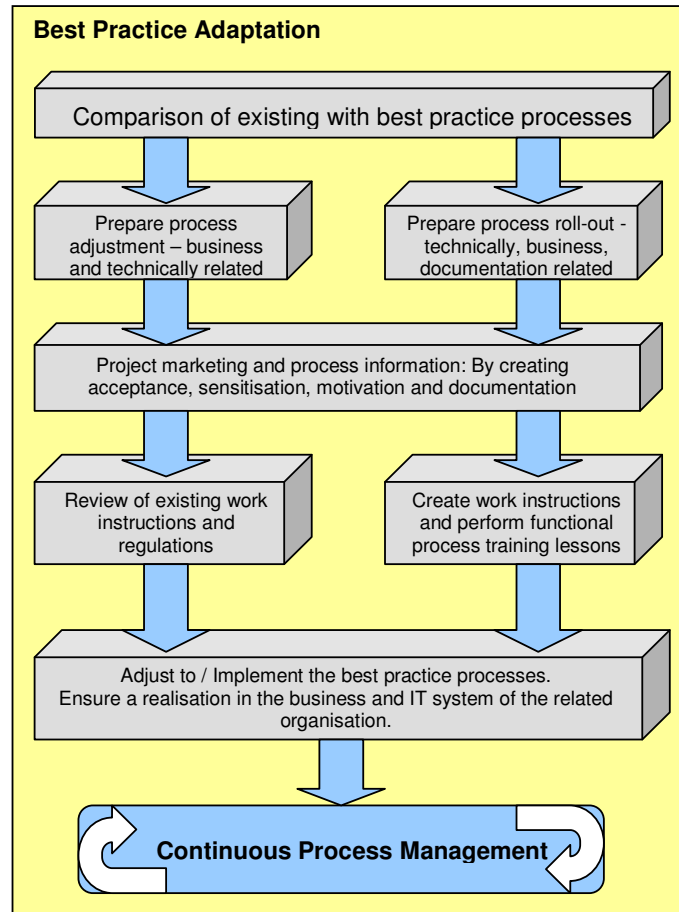 Best Practice Adaptation
Comparison of existing with best practice processes
Prepare process
adjustment – business
and technically related
Prepare process roll-out -
technically, business,
documentation related
Project marketing and process information: By creating
acceptance, sensitisation, motivation and documentation
Review of existing work
instructions and
regulations
Create work instructions
and perform functional
process training lessons
Adjust to / Implement the best practice processes.
Ensure a realisation in the business and IT system of the related
organisation.
Continuous Process Management